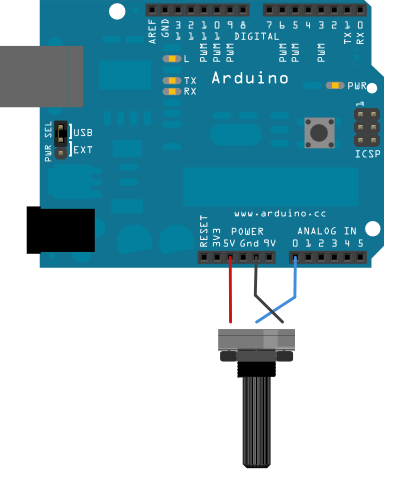 AREF
GND
13
12
11
10
9
8
7
6
5
4
3
2
1
0
PWM
PWM
PWM
PWM
PWM
PWM
TX
RX
DIGITAL
L
Arduino
TX
RX
PWR
1
ICSP
PWR SEL
USB
EXT
www.arduino.cc
POWER
ANALOG IN
RESET
3V3
5V Gnd 9V
0 1 2 3 4 5